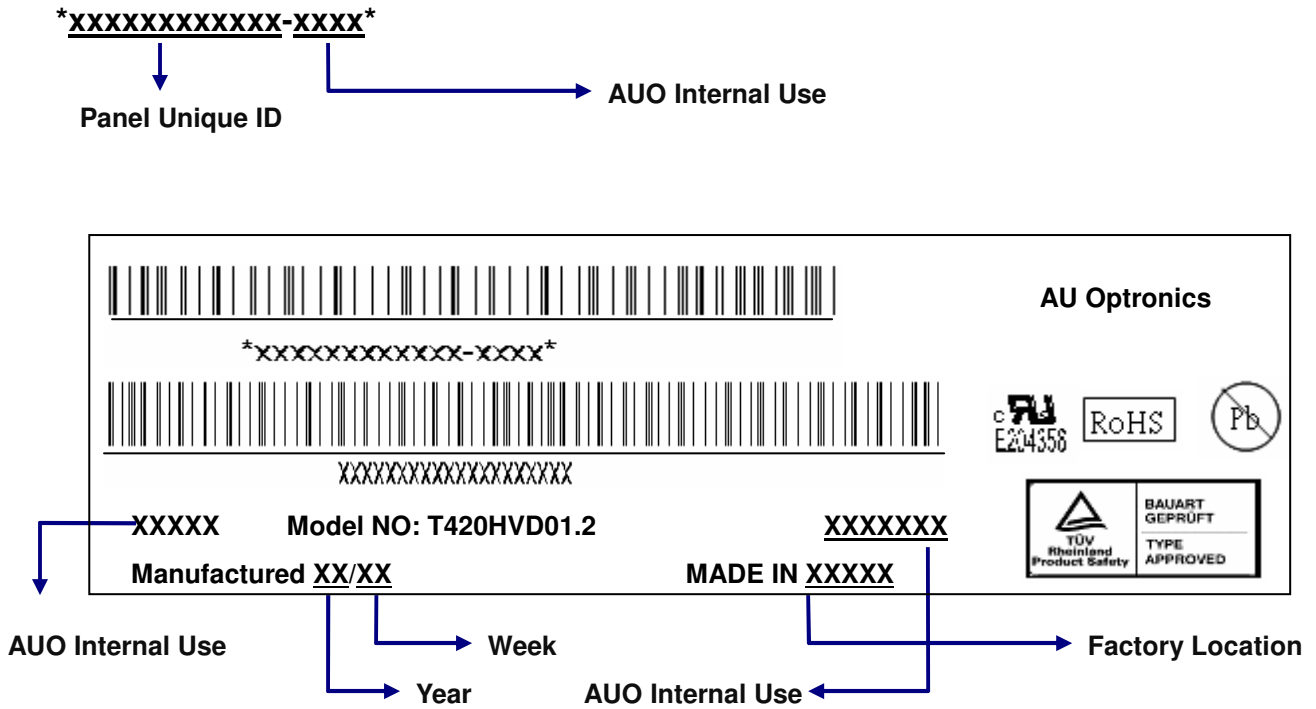 *xxxxxxxxxxxx-xxxx*
AUO Internal Use
Panel Unique ID
AU Optronics
*xxxxxxxxxxxx-xxxx*
c
E204356
RoHS
Pb
XXXXXXXXXXXXXXXXXXXX
XXXXX Model NO: T420HVD01.2 XXXXXXX
Manufactured XX/XX MADE IN XXXXX
TÜV
Rheinland
Product Safety
BAUART
GEPRÜFT
TYPE
APPROVED
AUO Internal Use
Week
Factory Location
Year
AUO Internal Use